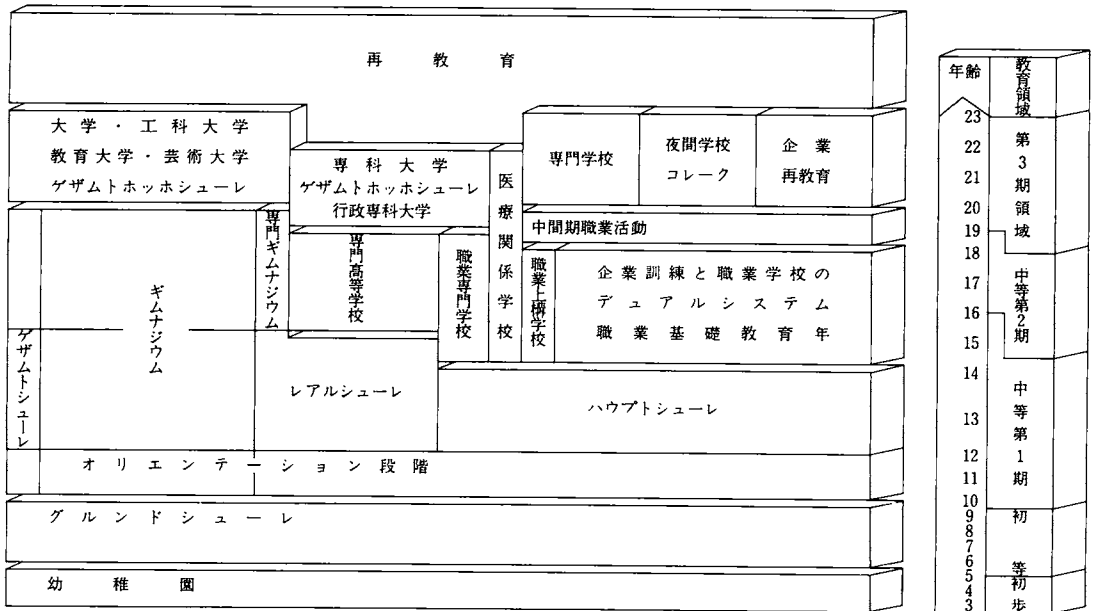 再教育
大学・工科大学
教育大学・芸術大学
ゲザムトホッホシューレ
専科大学
ゲザムトホッホシューレ
行政専科大学
医療関係学校
専門学校
夜間学校
コレーク
企業
再教育
中間期職業活動
ゲザムトシューレ
ギムナジウム
専門ギムナジウム
専門高等学校
職業専門学校
職業上構学校
企業訓練と職業学校の
デュアルシステム
職業基礎教育年
レアルシューレ
ハウプトシューレ
オリエンテーション段階
グルンドシューレ
幼稚園
年齢
教育領域
23
22
21
20
19
18
17
16
15
14
13
12
11
10
9
8
7
6
5
4
3
第3期領域
中等第2期
中等第1期
初等
初歩